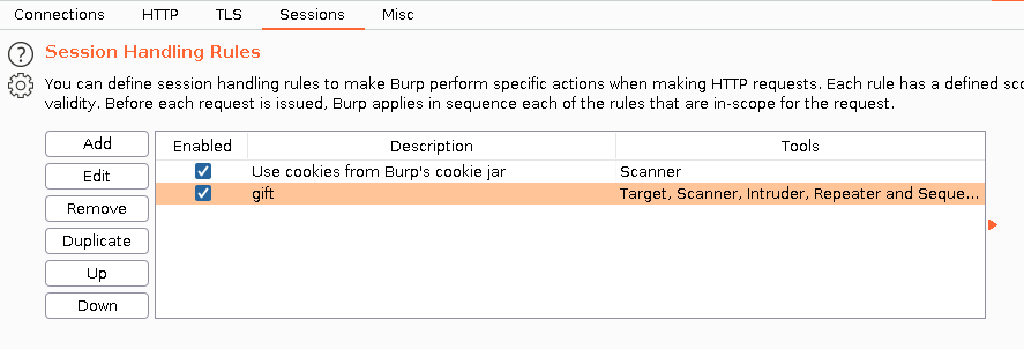 Connections HTTP TLS Sessions Misc
? Session Handling Rules
You can define session handling rules to make Burp perform specific actions when making HTTP requests. Each rule has a defined sco
validity. Before each request is issued, Burp applies in sequence each of the rules that are in-scope for the request.
Add Enabled Description Tools
Edit Use cookies from Burp's cookie jar Scanner
Remove gift Target, Scanner, Intruder, Repeater and Seque...
Duplicate
Up
Down